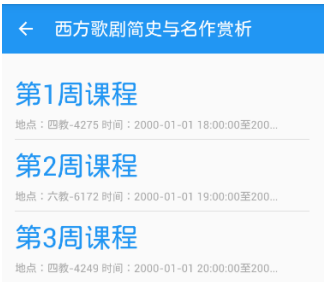 西方歌剧简史与名作赏析
第1周课程
地点：四教-4275 时间：2000-01-01 18:00:00至200...
第2周课程
地点：六教-6172 时间：2000-01-01 19:00:00至200...
第3周课程
地点：四教-4249 时间：2000-01-01 20:00:00至200...